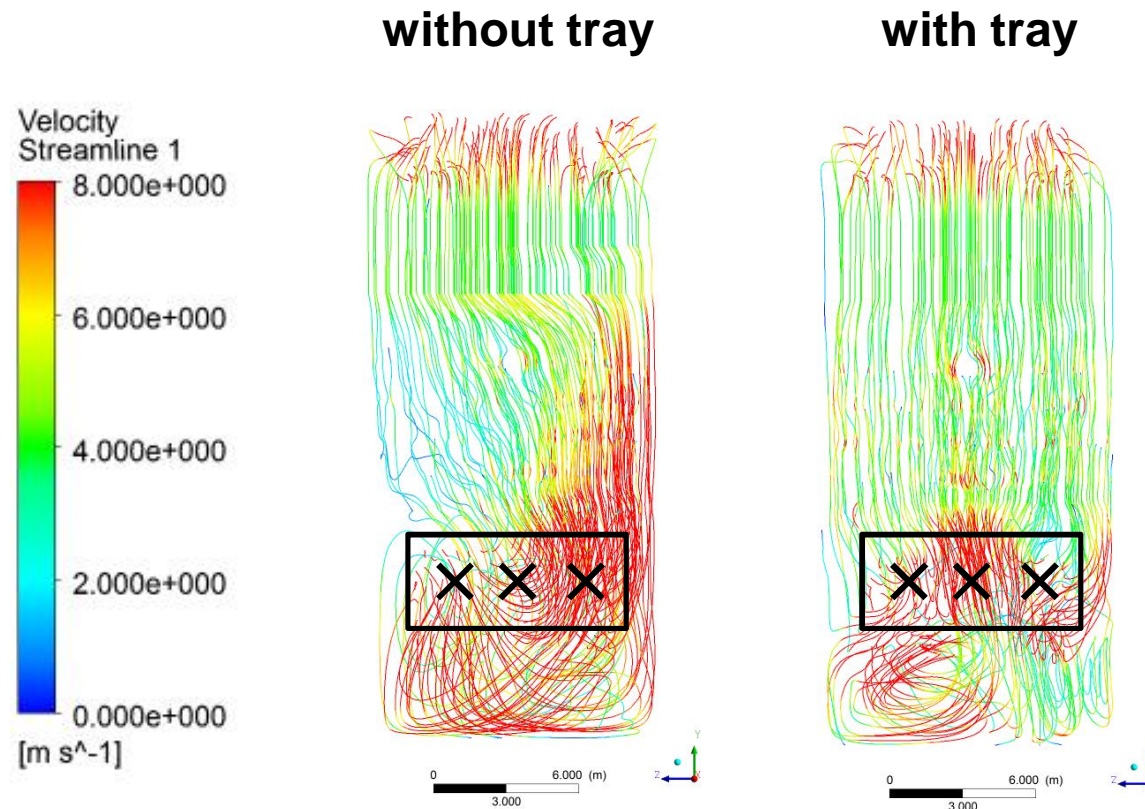 without tray
with tray
Velocity
Streamline 1
8.000e+000
6.000e+000
4.000e+000
2.000e+000
0.000e+000
[m s^-1]
0
6.000 (m)
3.000
Y
Z
0
6.000 (m)
3.000
Z